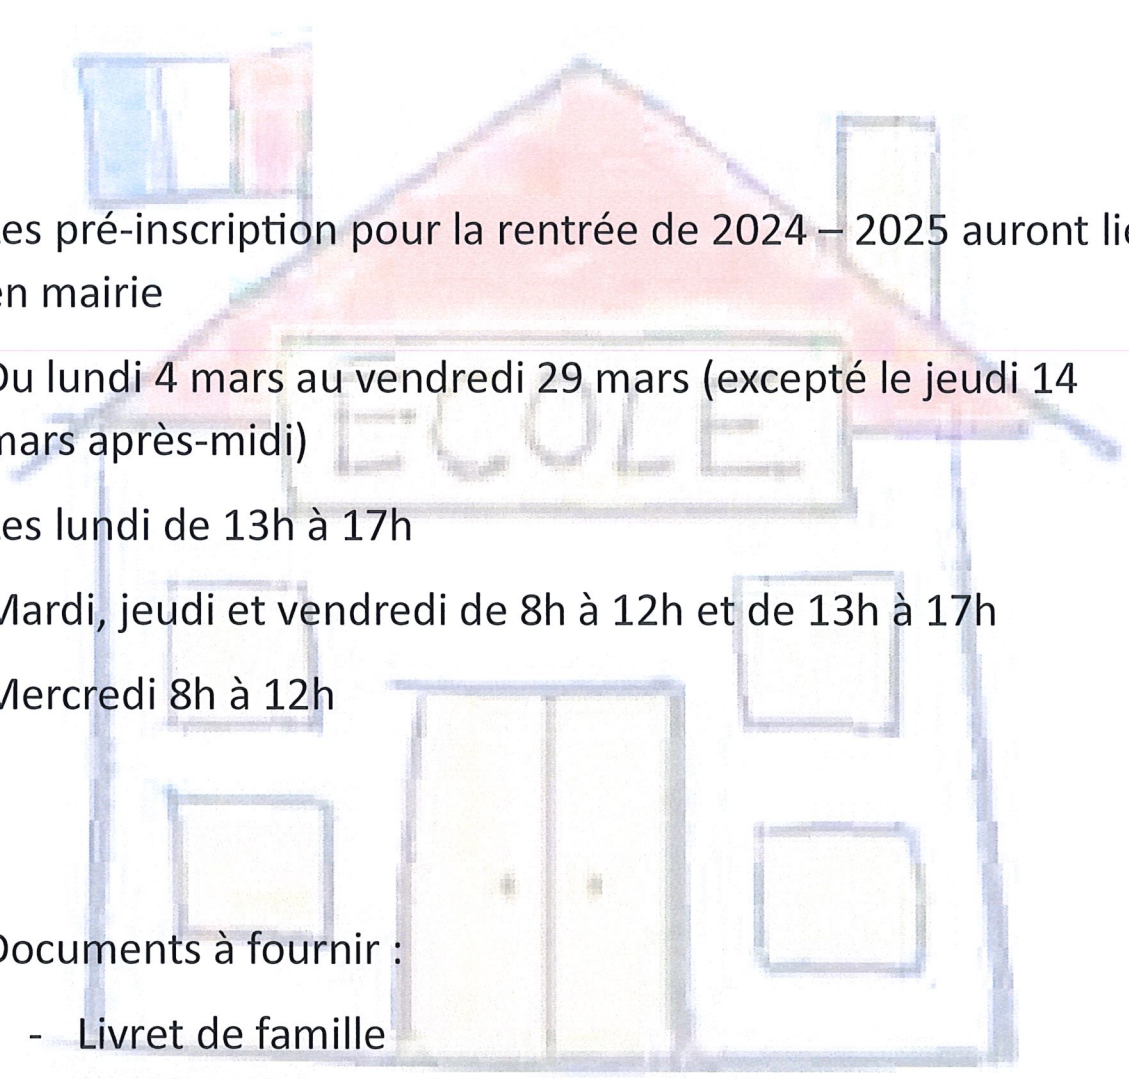 es pré-inscription pour la rentrée de 2024 – 2025 auront lie
en mairie
Du lundi 4 mars au vendredi 29 mars (excepté le jeudi 14
mars après-midi)
es lundi de 13h à 17h
Mardi, jeudi et vendredi de 8h à 12h et de 13h à 17h
Mercredi 8h à 12h
Documents à fournir :
- Livret de famille
ECOLE